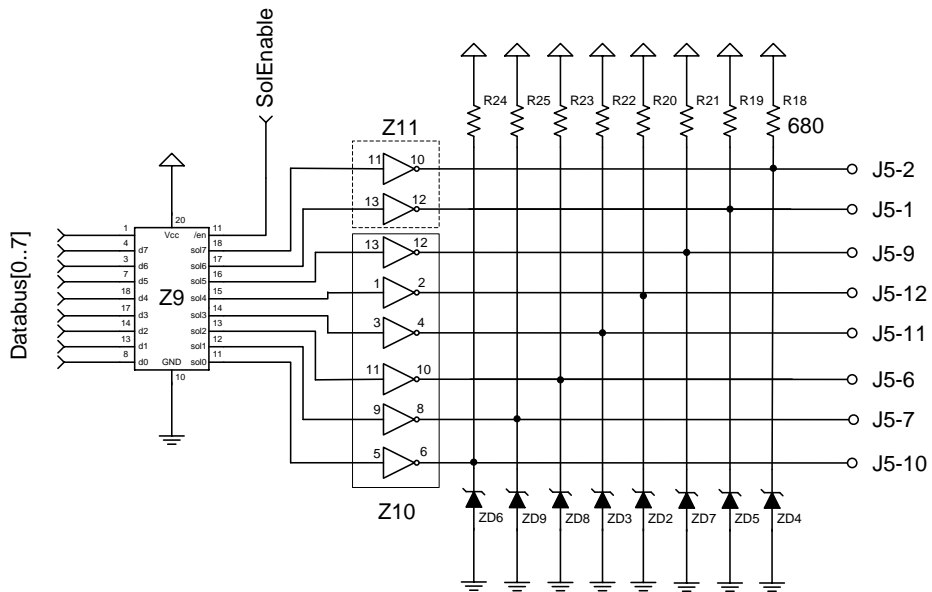 SolEnable
R24 R25 R23 R22 R20 R21 R19 R18
680
Z11
11 10 J5-2
13 12 J5-1
13 12 J5-9
1 2 J5-12
3 4 J5-11
11 10 J5-6
9 8 J5-7
5 6 J5-10
Z10
ZD6 ZD9 ZD8 ZD3 ZD2 ZD7 ZD5 ZD4
Databus[0..7]
20
1 Vcc /en 11
4 d7 sol7 18
3 d6 sol6 17
7 d5 sol5 16
18 d4 sol4 15
Z9
17 d3 sol3 14
14 d2 sol2 13
13 d1 sol1 12
8 d0 GND sol0 11
10